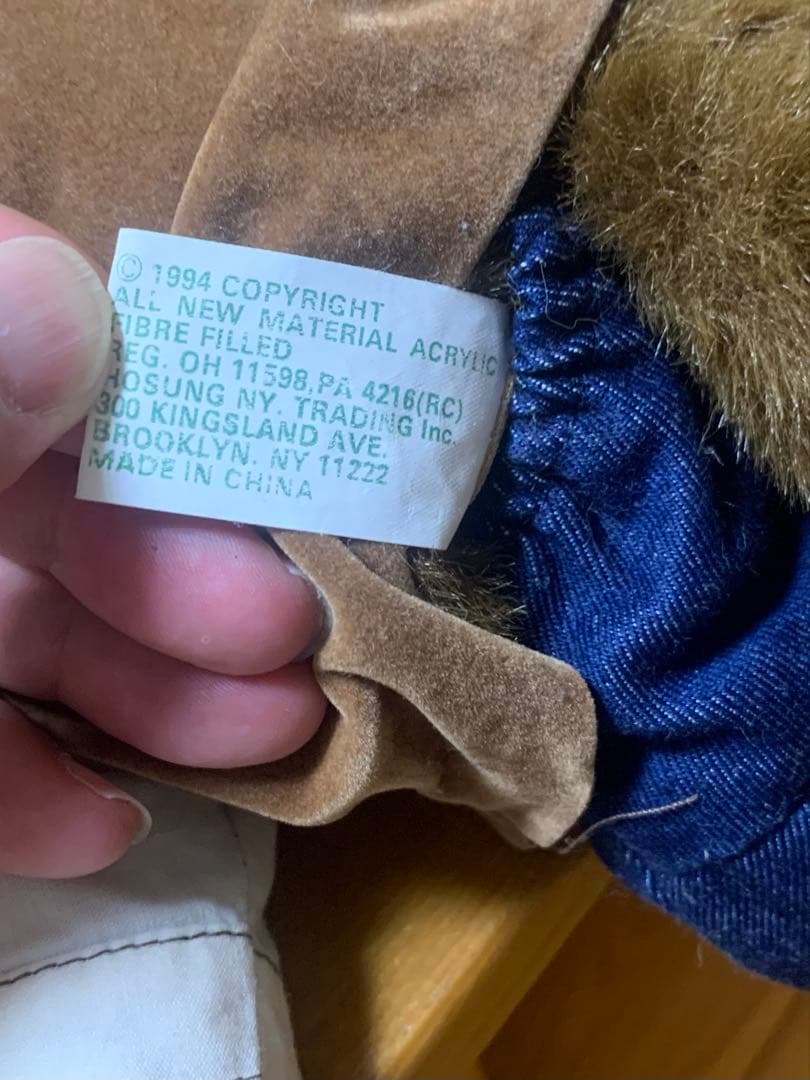 © 1994 COPYRIGHT
ALL NEW MATERIAL ACRYLIC
FIBRE FILLED
REG. OH 11598,PA 4216(RC)
HOSUNG NY. TRADING Inc.
300 KINGSLAND AVE.
BROOKLYN. NY 11222
MADE IN CHINA